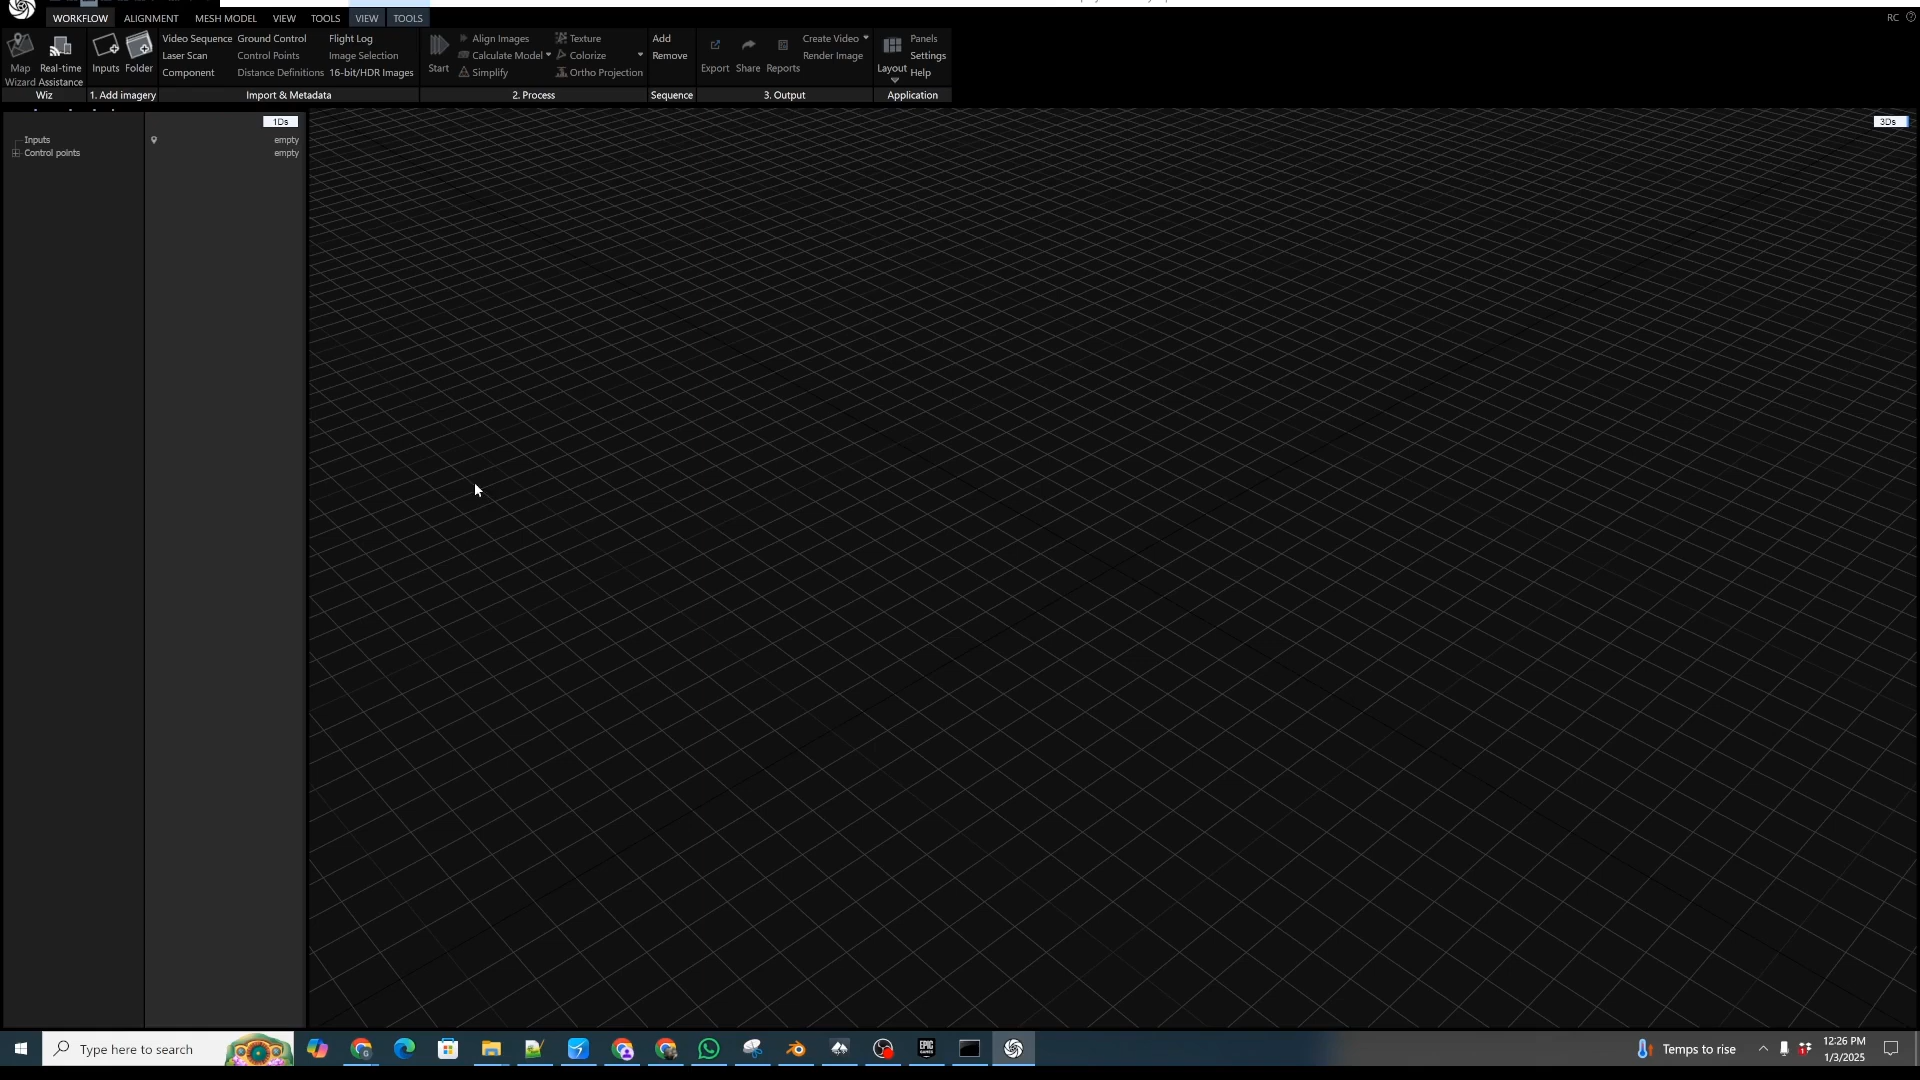 WORKFLOW ALIGNMENT MESH MODEL VIEW TOOLS VIEW TOOLS
RC
Map Wizard
Real-time Assistance
Inputs
Folder
Video Sequence
Laser Scan
Component
Ground Control
Control Points
Distance Definitions
Flight Log
Image Selection
16-bit/HDR Images
Start
Align Images
Calculate Model
Simplify
Texture
Colorize
Ortho Projection
Add
Remove
Export
Share
Reports
Create Video
Render Image
Layout
Panels
Settings
Help
Wiz
1. Add imagery
Import & Metadata
2. Process
Sequence
3. Output
Application
1Ds
3Ds
Inputs empty
Control points empty
Type here to search
EPIC GAMES
Temps to rise
12:26 PM
1/3/2025